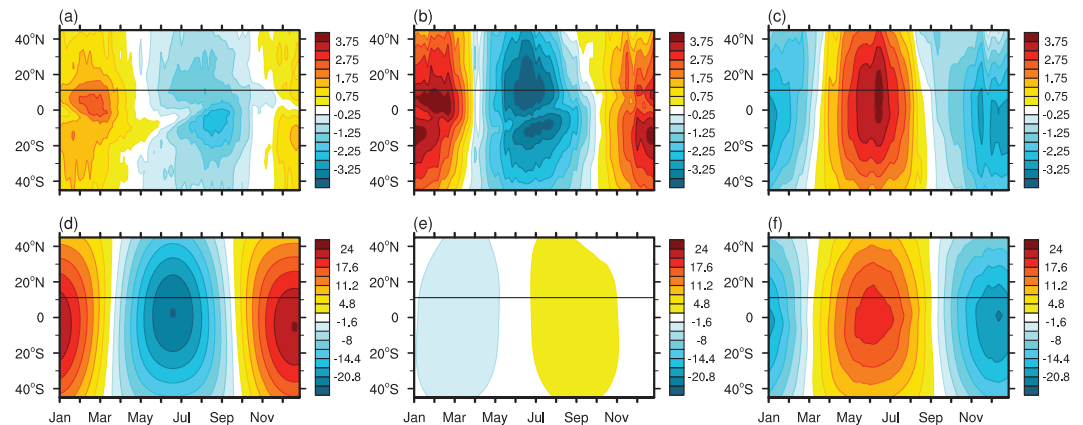 (a)
40°N
20°N
0
20°S
40°S
3.75
2.75
1.75
0.75
-0.25
-1.25
-2.25
-3.25
(b)
40°N
20°N
0
20°S
40°S
3.75
2.75
1.75
0.75
-0.25
-1.25
-2.25
-3.25
(c)
40°N
20°N
0
20°S
40°S
3.75
2.75
1.75
0.75
-0.25
-1.25
-2.25
-3.25
(d)
40°N
20°N
0
20°S
40°S
Jan Mar May Jul Sep Nov
24
17.6
11.2
4.8
-1.6
-8
-14.4
-20.8
(e)
40°N
20°N
0
20°S
40°S
Jan Mar May Jul Sep Nov
24
17.6
11.2
4.8
-1.6
-8
-14.4
-20.8
(f)
40°N
20°N
0
20°S
40°S
Jan Mar May Jul Sep Nov
24
17.6
11.2
4.8
-1.6
-8
-14.4
-20.8